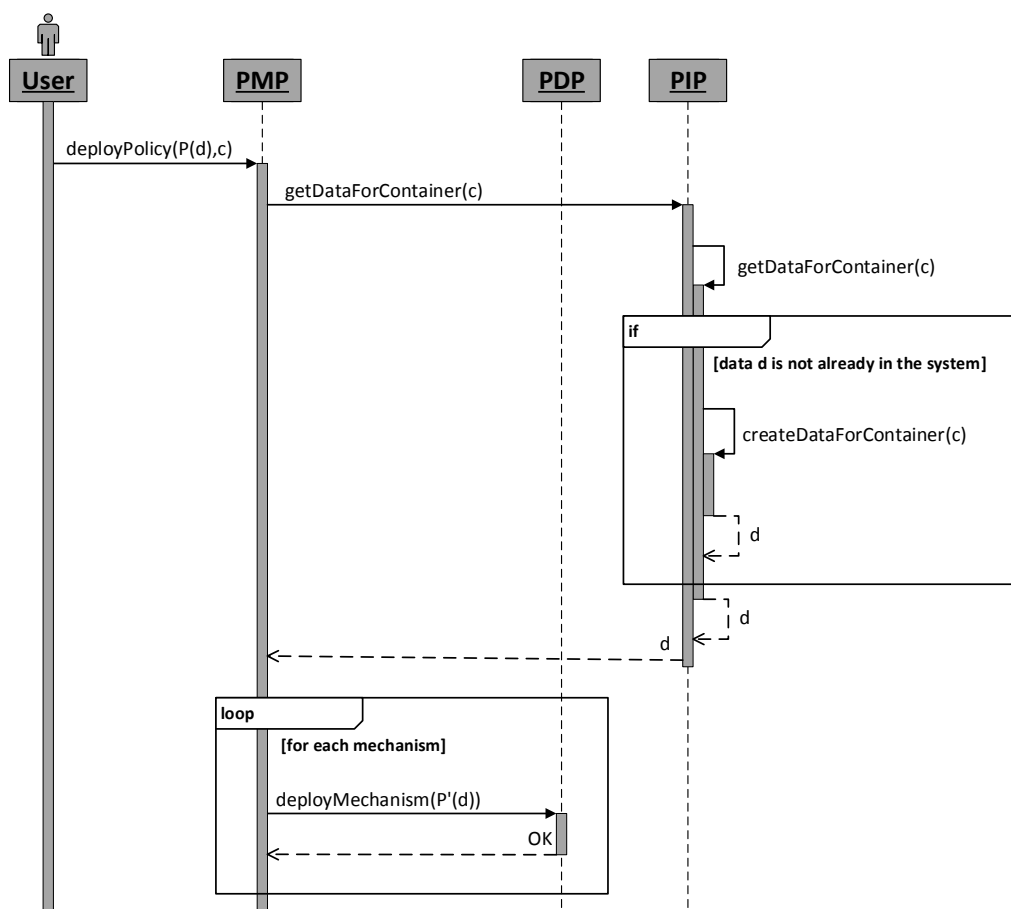 User
PMP
PDP
PIP
deployPolicy(P(d),c)
getDataForContainer(c)
getDataForContainer(c)
if
[data d is not already in the system]
createDataForContainer(c)
d
d
d
loop
[for each mechanism]
deployMechanism(P'(d))
OK